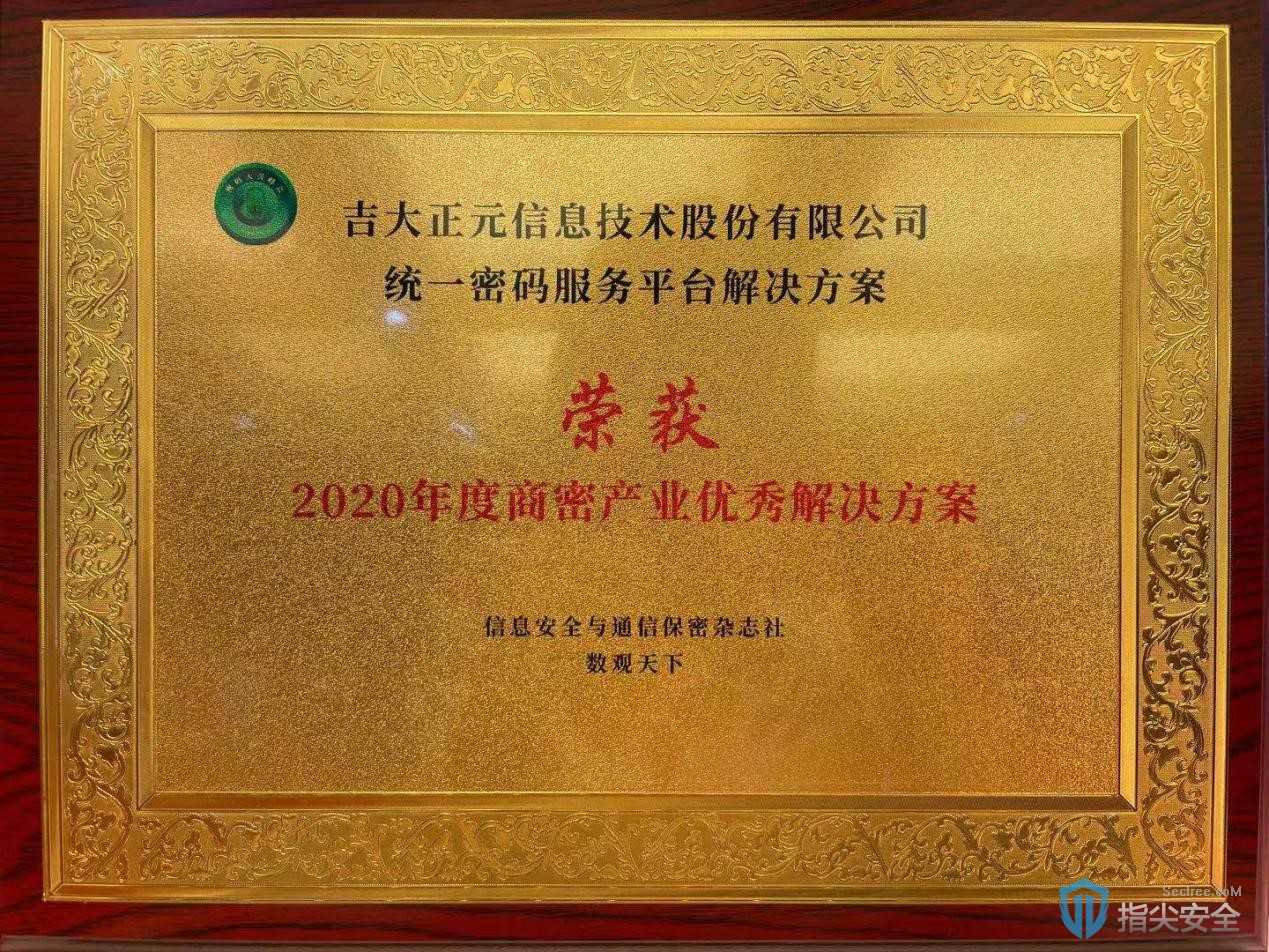 吉大正元信息技术股份有限公司
统一密码服务平台解决方案
荣获
2020年度商密产业优秀解决方案
信息安全与通信保密杂志社
数观天下
Sectree.coM
指尖安全